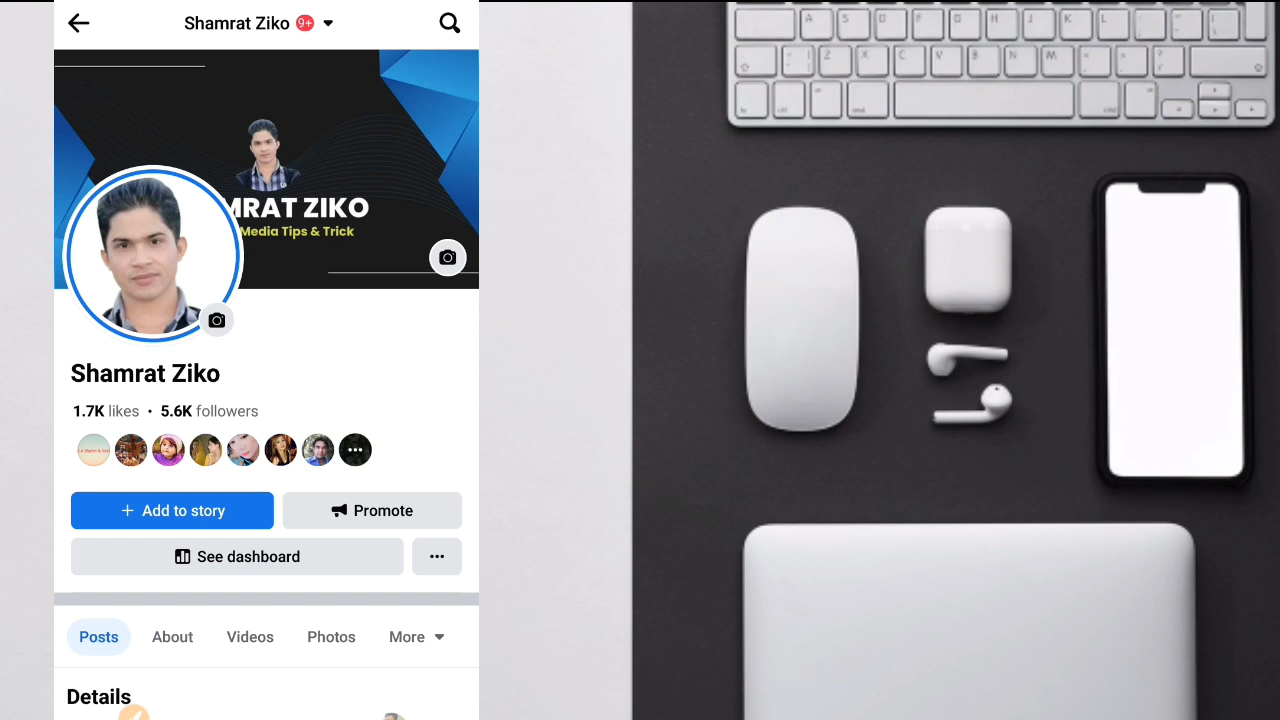 Shamrat Ziko 9+
MRAT ZIKO
Media Tips & Trick
Shamrat Ziko
1.7K likes • 5.6K followers
+ Add to story
Promote
See dashboard
Posts
About
Videos
Photos
More
Details
A S D F G H J K L
Z X C V B N M